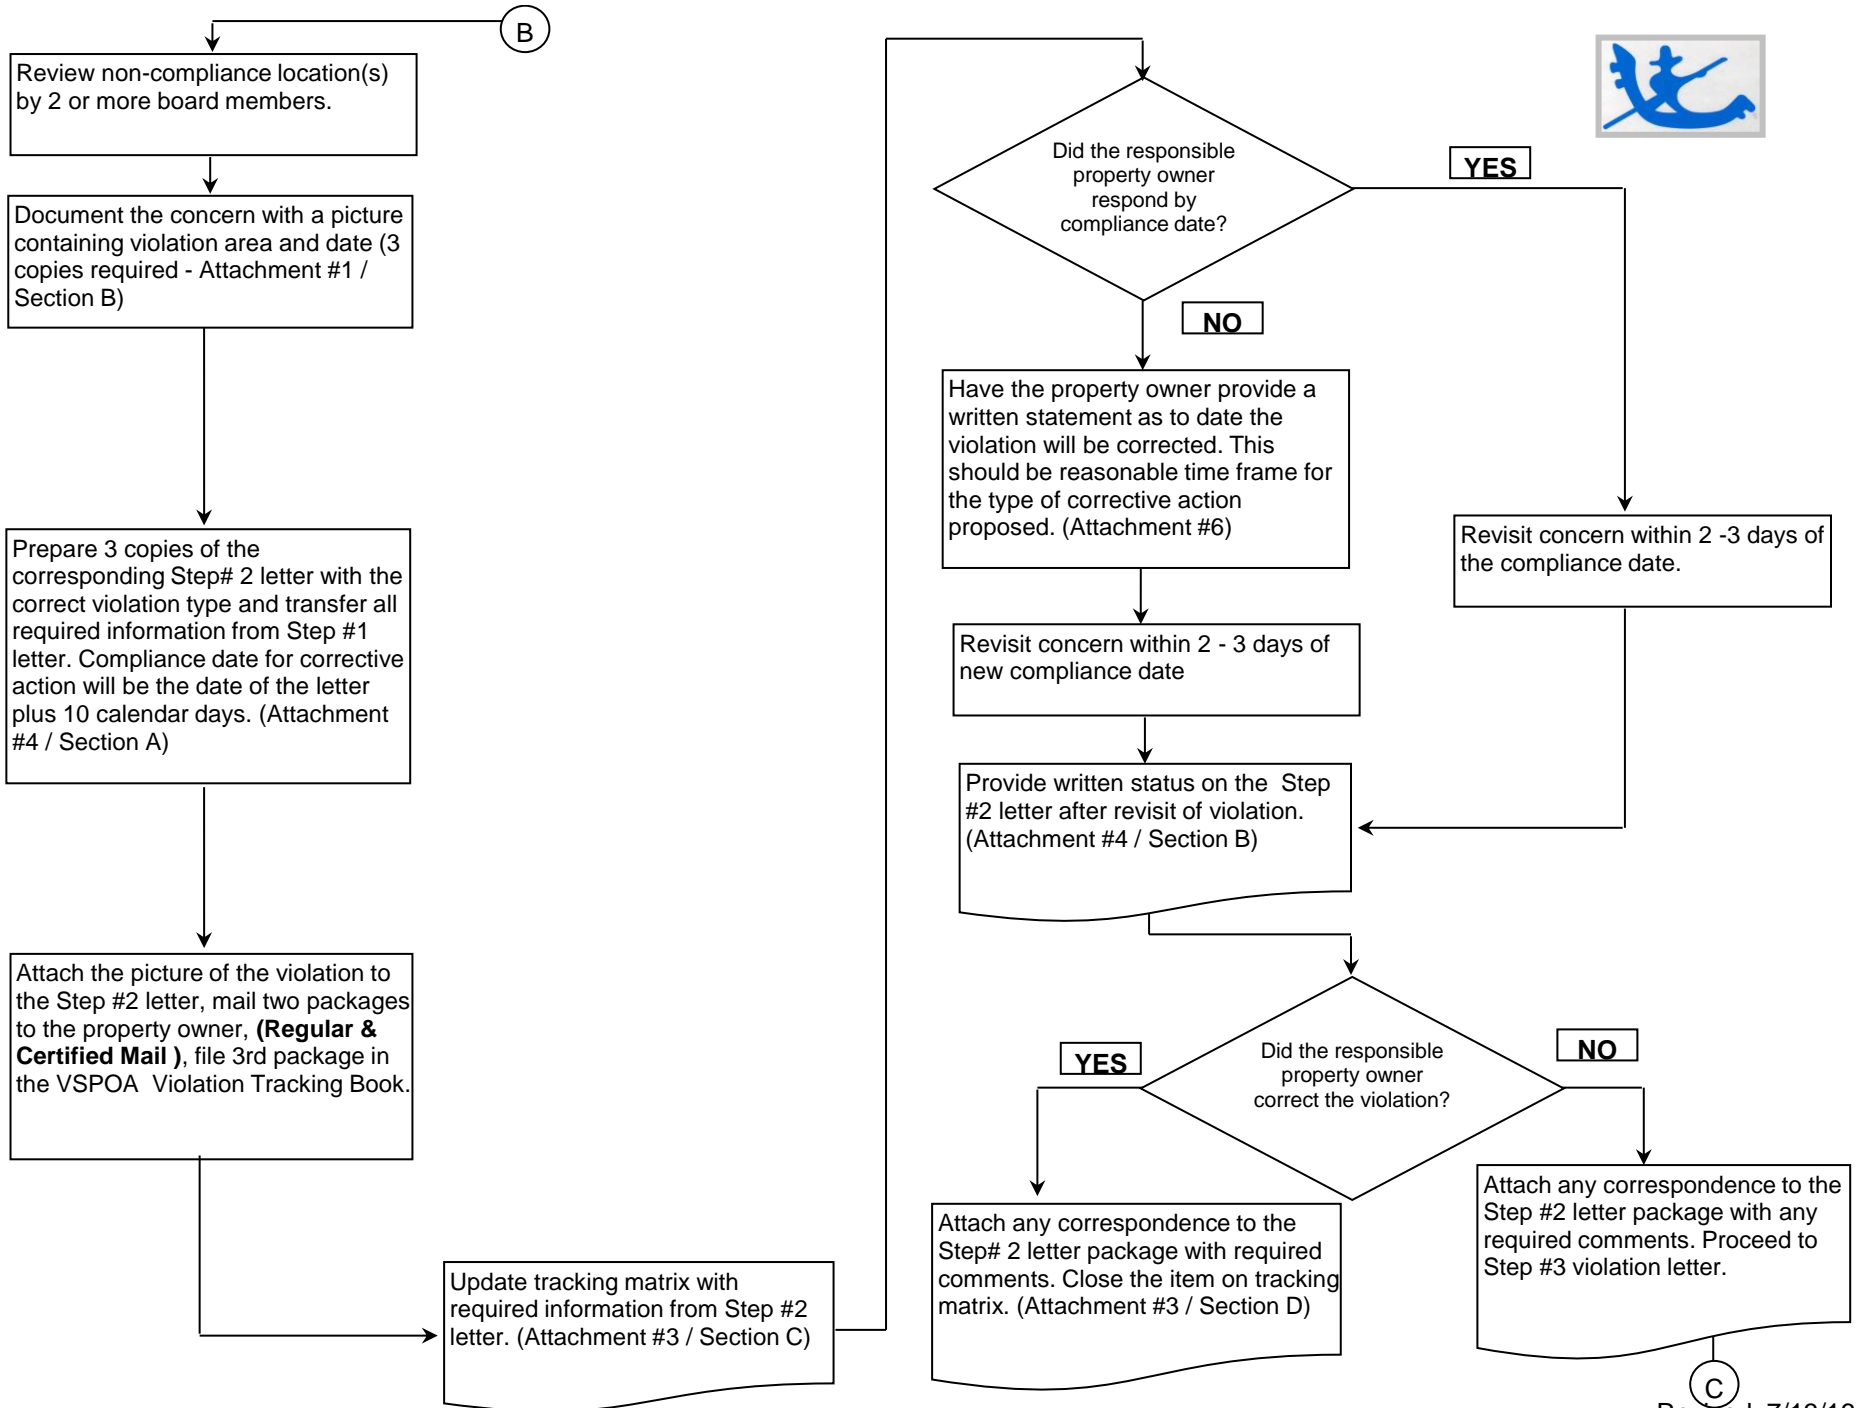 B
Review non-compliance location(s)
by 2 or more board members.
Document the concern with a picture
containing violation area and date (3
copies required - Attachment #1 /
Section B)
Prepare 3 copies of the
corresponding Step# 2 letter with the
correct violation type and transfer all
required information from Step #1
letter. Compliance date for corrective
action will be the date of the letter
plus 10 calendar days. (Attachment
#4 / Section A)
Attach the picture of the violation to
the Step #2 letter, mail two packages
to the property owner, (Regular &
Certified Mail ), file 3rd package in
the VSPOA  Violation Tracking Book.
Update tracking matrix with
required information from Step #2
letter. (Attachment #3 / Section C)
Did the responsible
property owner
respond by
compliance date?
YES
NO
Have the property owner provide a
written statement as to date the
violation will be corrected. This
should be reasonable time frame for
the type of corrective action
proposed. (Attachment #6)
Revisit concern within 2 -3 days of
the compliance date.
Revisit concern within 2 - 3 days of
new compliance date
Provide written status on the  Step
#2 letter after revisit of violation.
(Attachment #4 / Section B)
Did the responsible
property owner
correct the violation?
YES
NO
Attach any correspondence to the
Step# 2 letter package with required
comments. Close the item on tracking
matrix. (Attachment #3 / Section D)
Attach any correspondence to the
Step #2 letter package with any
required comments. Proceed to
Step #3 violation letter.
C